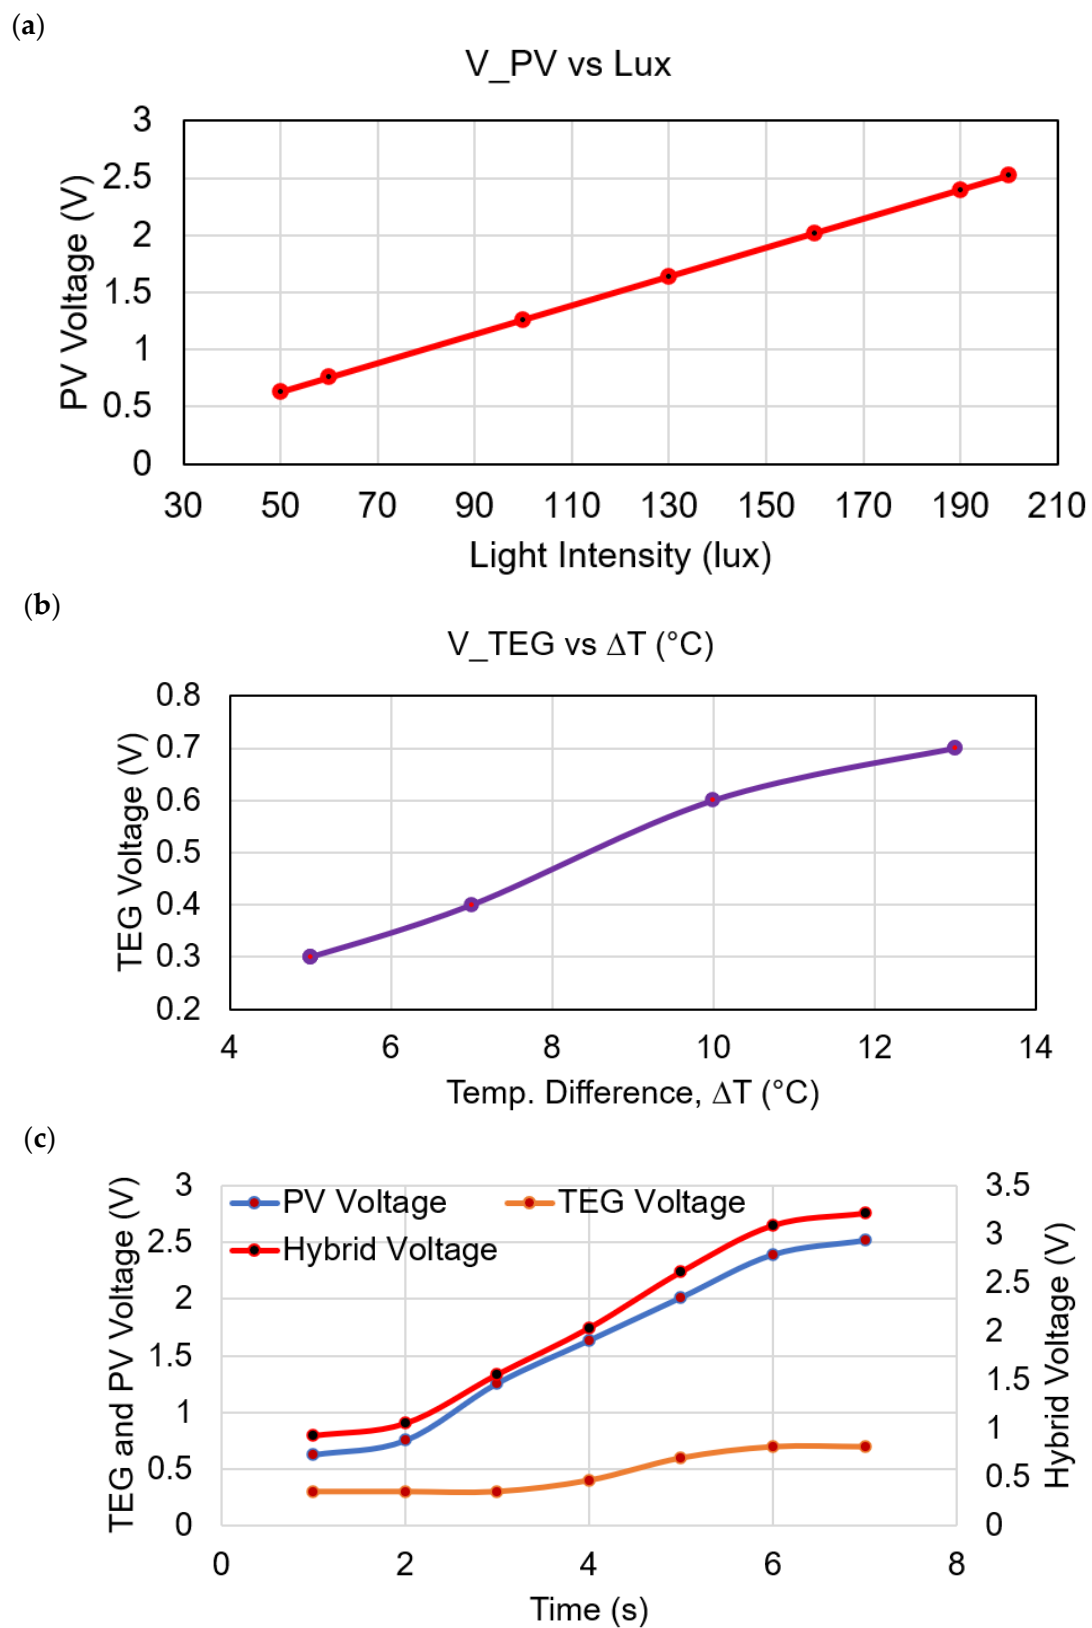 (a)
V_PV vs Lux
PV Voltage (V)
3
2.5
2
1.5
1
0.5
0
30 50 70 90 110 130 150 170 190 210
Light Intensity (lux)
(b)
V_TEG vs ΔT (°C)
TEG Voltage (V)
0.8
0.7
0.6
0.5
0.4
0.3
0.2
4 6 8 10 12 14
Temp. Difference, ΔT (°C)
(c)
PV Voltage TEG Voltage
Hybrid Voltage
TEG and PV Voltage (V)
3
2.5
2
1.5
1
0.5
0
3.5
3
2.5
2
1.5
1
0.5
0
Hybrid Voltage (V)
0 2 4 6 8
Time (s)